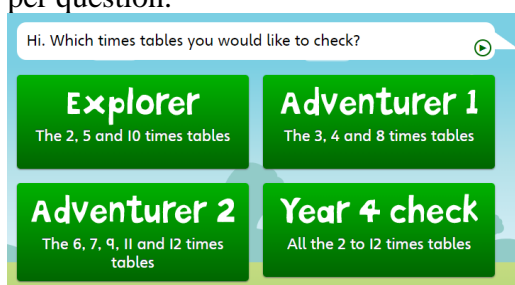 per question.
Hi. Which times tables you would like to check?
Explorer
The 2, 5 and 10 times tables
Adventurer 1
The 3, 4 and 8 times tables
Adventurer 2
The 6, 7, 9, 11 and 12 times
tables
Year 4 check
All the 2 to 12 times tables